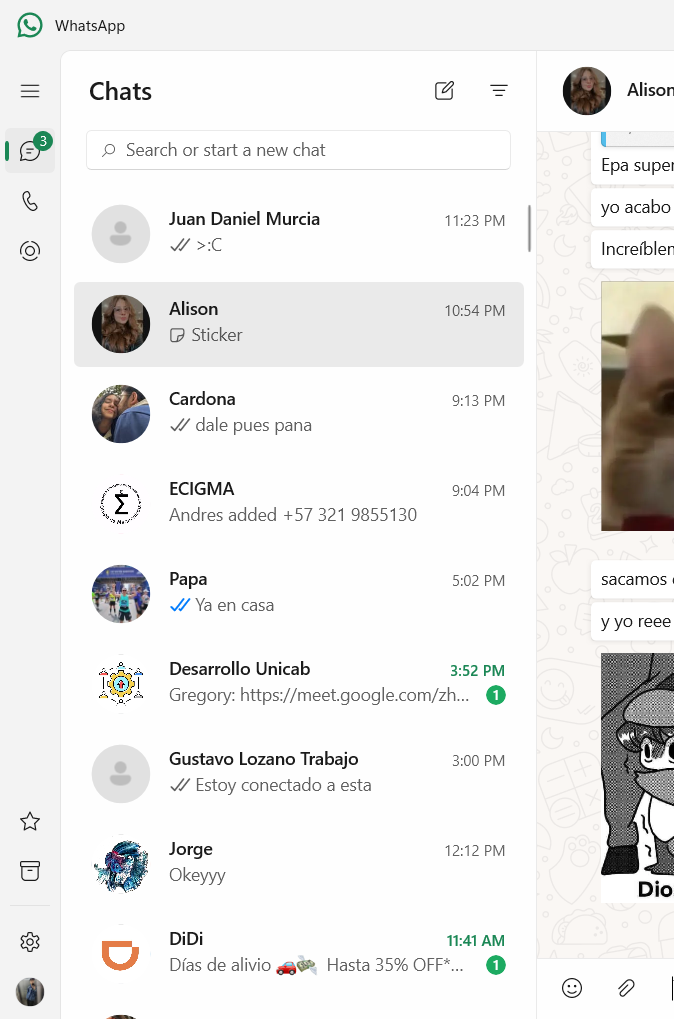 WhatsApp
Chats
3
Search or start a new chat
Juan Daniel Murcia 11:23 PM
>:C
Alison 10:54 PM
Sticker
Cardona 9:13 PM
dale pues pana
ECIGMA 9:04 PM
Andres added +57 321 9855130
Papa 5:02 PM
Ya en casa
Desarrollo Unicab 3:52 PM
Gregory: https://meet.google.com/zh... 1
Gustavo Lozano Trabajo 3:00 PM
Estoy conectado a esta
Jorge 12:12 PM
Okeyyy
DiDi 11:41 AM
Días de alivio 🚗💸 Hasta 35% OFF*... 1
Alison
Epa super
yo acabo
Increíblem
sacamos
y yo reee
Dio